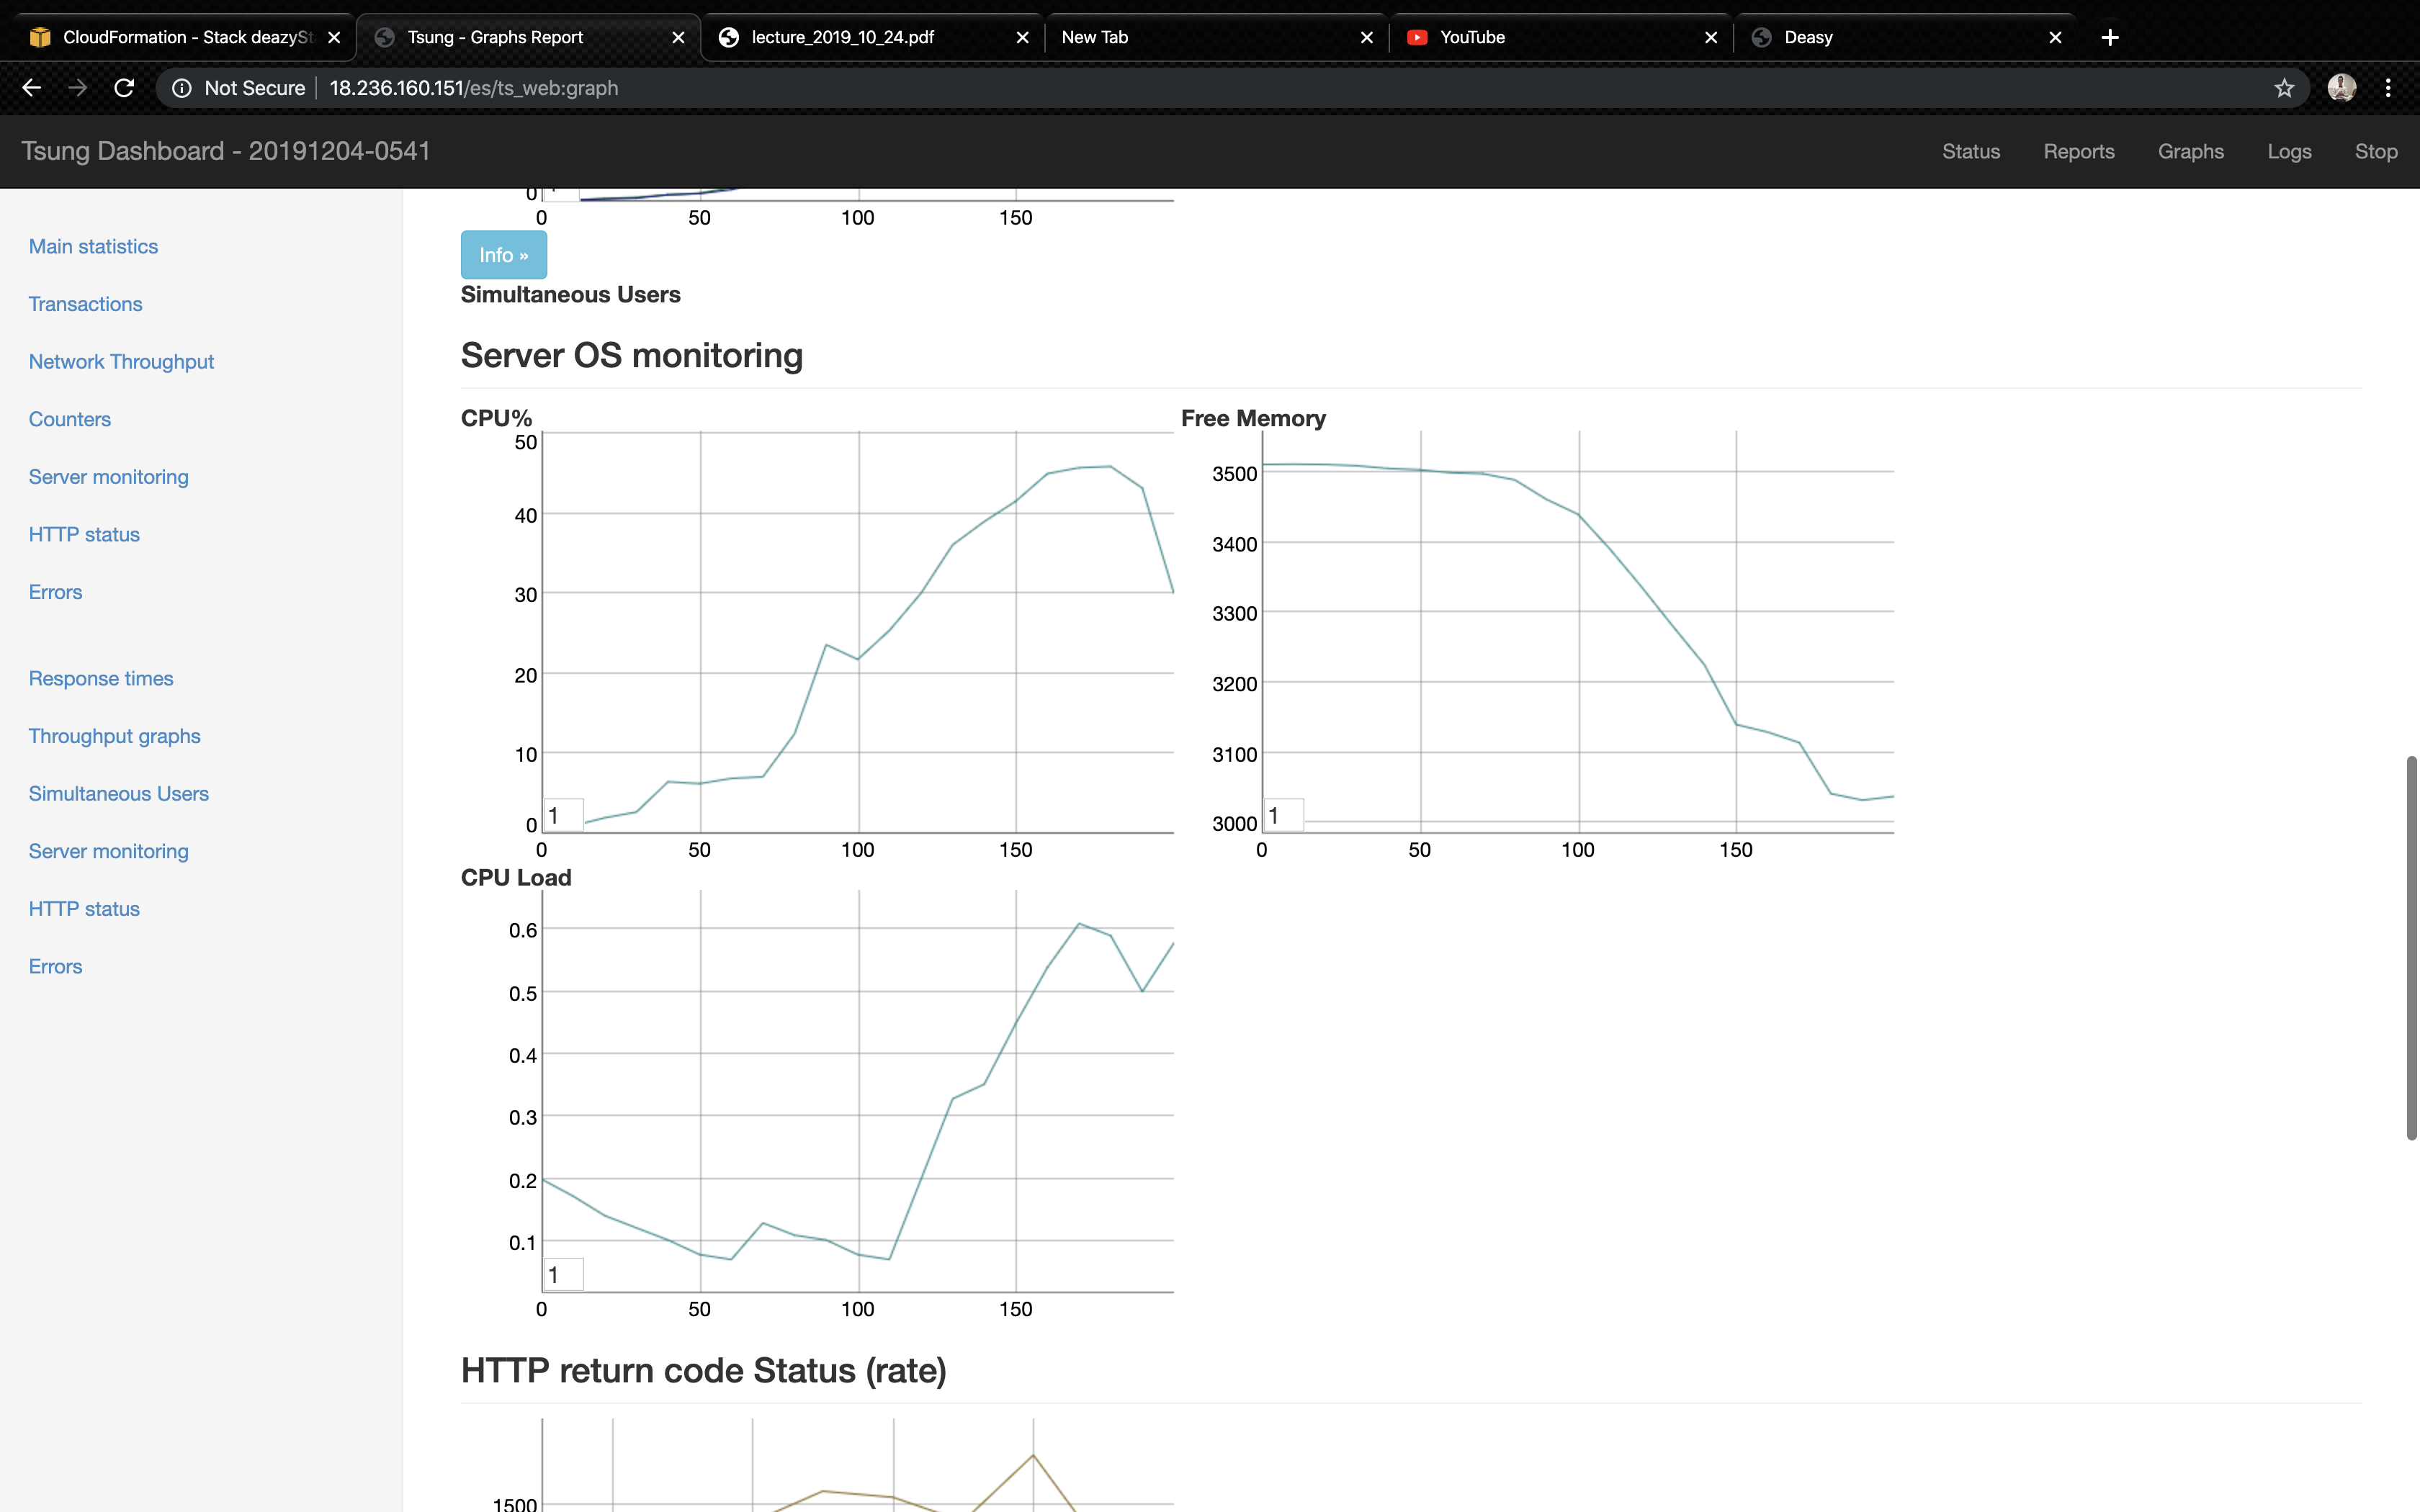 CloudFormation - Stack deazySt
Tsung - Graphs Report
lecture_2019_10_24.pdf
New Tab
YouTube
Deasy
Not Secure
18.236.160.151/es/ts_web:graph
Tsung Dashboard - 20191204-0541
Status
Reports
Graphs
Logs
Stop
Main statistics
Transactions
Network Throughput
Counters
Server monitoring
HTTP status
Errors
Response times
Throughput graphs
Simultaneous Users
Server monitoring
HTTP status
Errors
0
0 50 100 150
Info »
Simultaneous Users
Server OS monitoring
CPU%
50
40
30
20
10
0
1
0 50 100 150
Free Memory
3500
3400
3300
3200
3100
3000
1
0 50 100 150
CPU Load
0.6
0.5
0.4
0.3
0.2
0.1
1
0 50 100 150
HTTP return code Status (rate)
1500